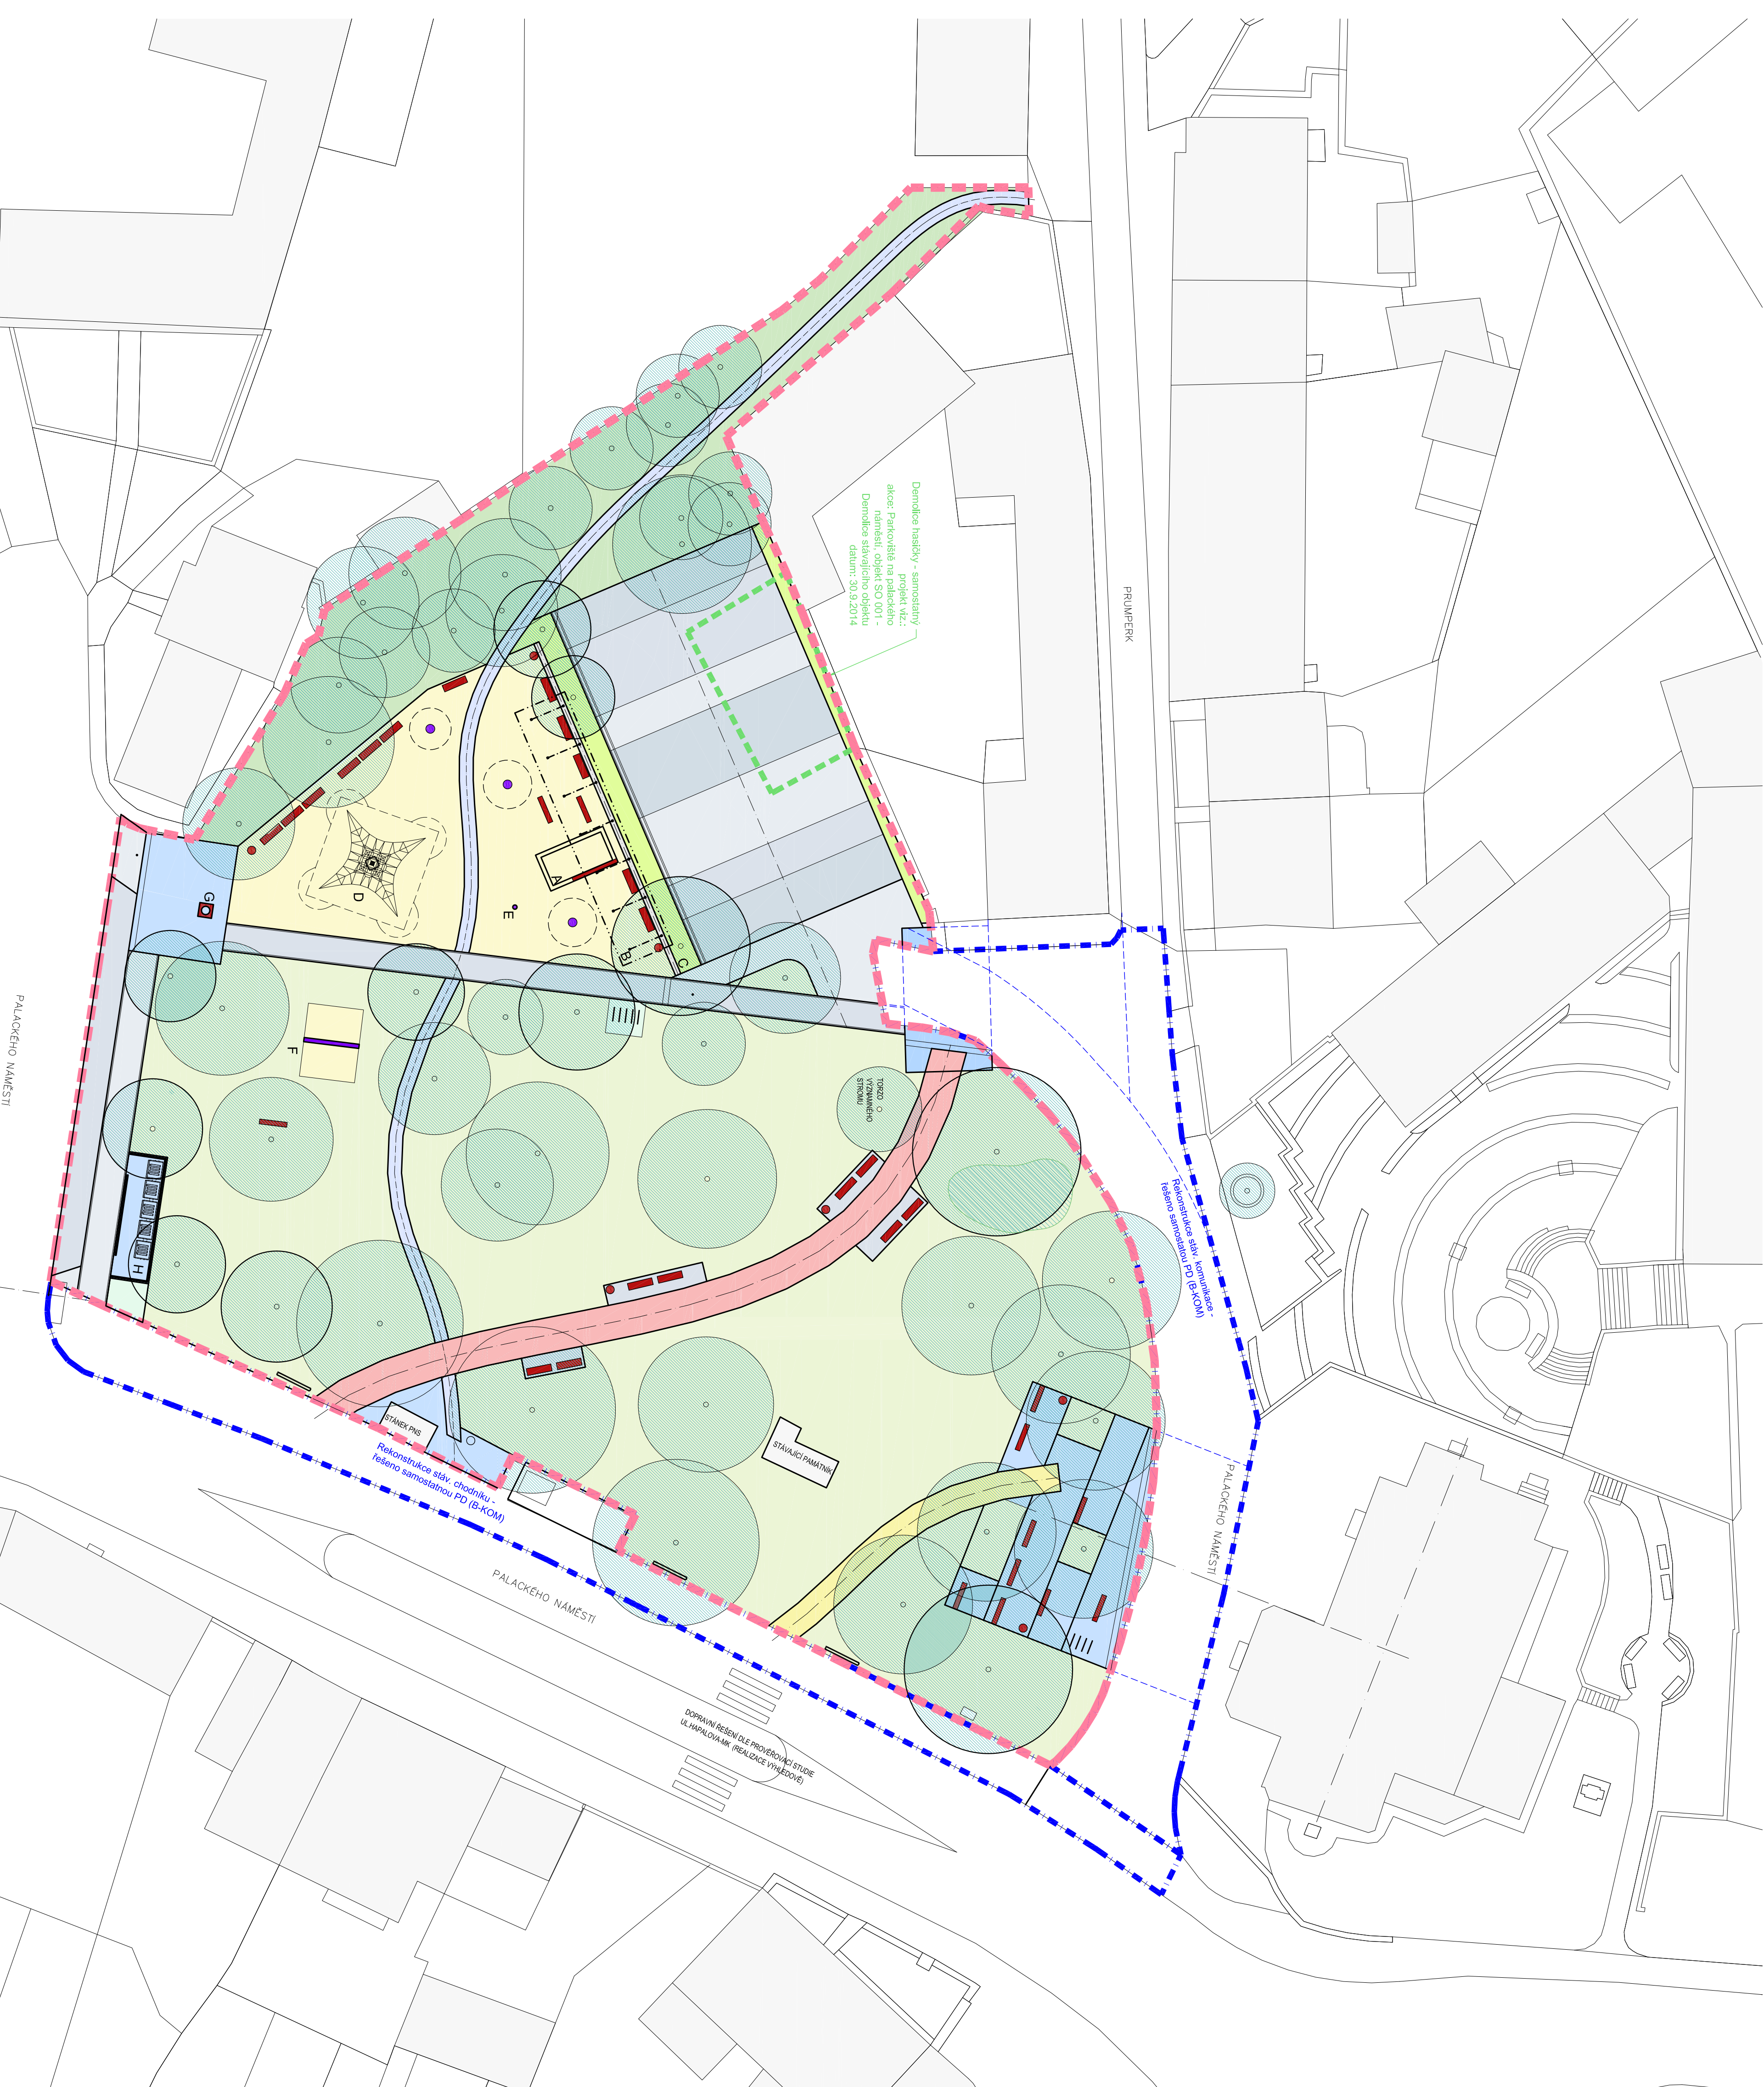 Demolice hasičky - samostatný
projekt viz.:
akce: Parkoviště na palackého
náměstí, objekt SO 001 -
Demolice stávajícího objektu
datum: 30.9.2014
PRUMPERK
A
B
C
D
E
F
G
H
TORZO
VÝZNAMNÉHO
STROMU
Rekonstrukce stáv. komunikace -
řešeno samostatou PD (B-KOM)
PALACKÉHO NÁMĚSTÍ
STÁNEK PNS
STÁVAJÍCÍ PAMÁTNÍK
Rekonstrukce stáv. chodníku -
řešeno samostatnou PD (B-KOM)
PALACKÉHO NÁMĚSTÍ
PALACKÉHO NÁMĚSTÍ
DOPRAVNÍ ŘEŠENÍ DLE PROVĚŘOVACÍ STUDIE
UL.HAPALOVA-MK (REALIZACE VÝHLEDOVĚ)